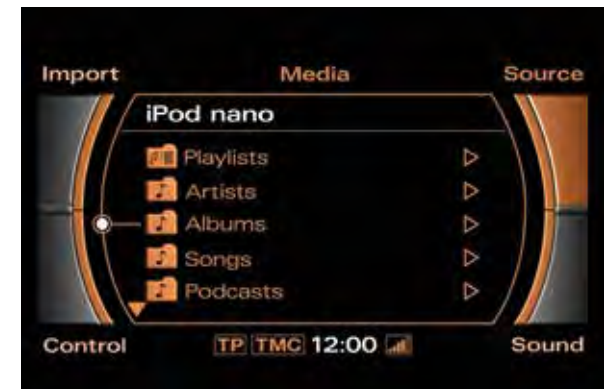 Import Media Source
iPod nano
Playlists
Artists
Albums
Songs
Podcasts
Control TP TMC 12:00 Sound